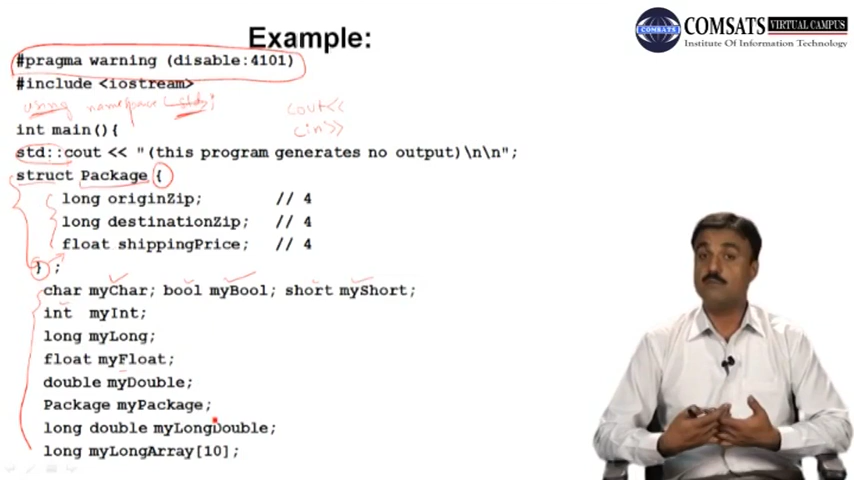 Example:
COMSATS VIRTUAL CAMPUS
Institute Of Information Technology
COMSATS
#pragma warning (disable:4101)
#include <iostream>
using namespace std;
cout<<
cin>>
int main(){
std::cout << "(this program generates no output)\n\n";
struct Package {
long originZip; // 4
long destinationZip; // 4
float shippingPrice; // 4
} ;
char myChar; bool myBool; short myShort;
int myInt;
long myLong;
float myFloat;
double myDouble;
Package myPackage;
long double myLongDouble;
long myLongArray[10];